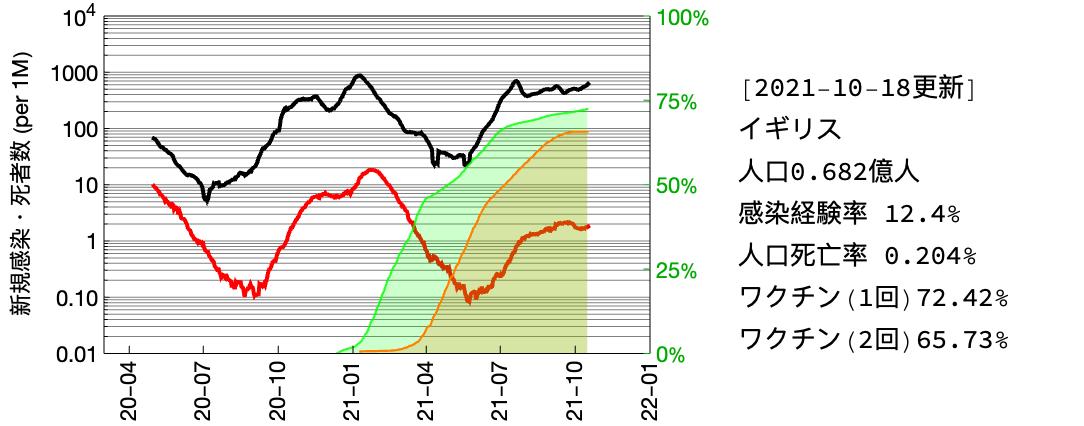 新規感染・死者数 (per 1M)
10⁴
1000
100
10
1
0.10
0.01
100%
75%
50%
25%
0%
20−04
20−07
20−10
21−01
21−04
21−07
21−10
22−01
[2021-10-18更新]
イギリス
人口0.682億人
感染経験率 12.4%
人口死亡率 0.204%
ワクチン(1回)72.42%
ワクチン(2回)65.73%